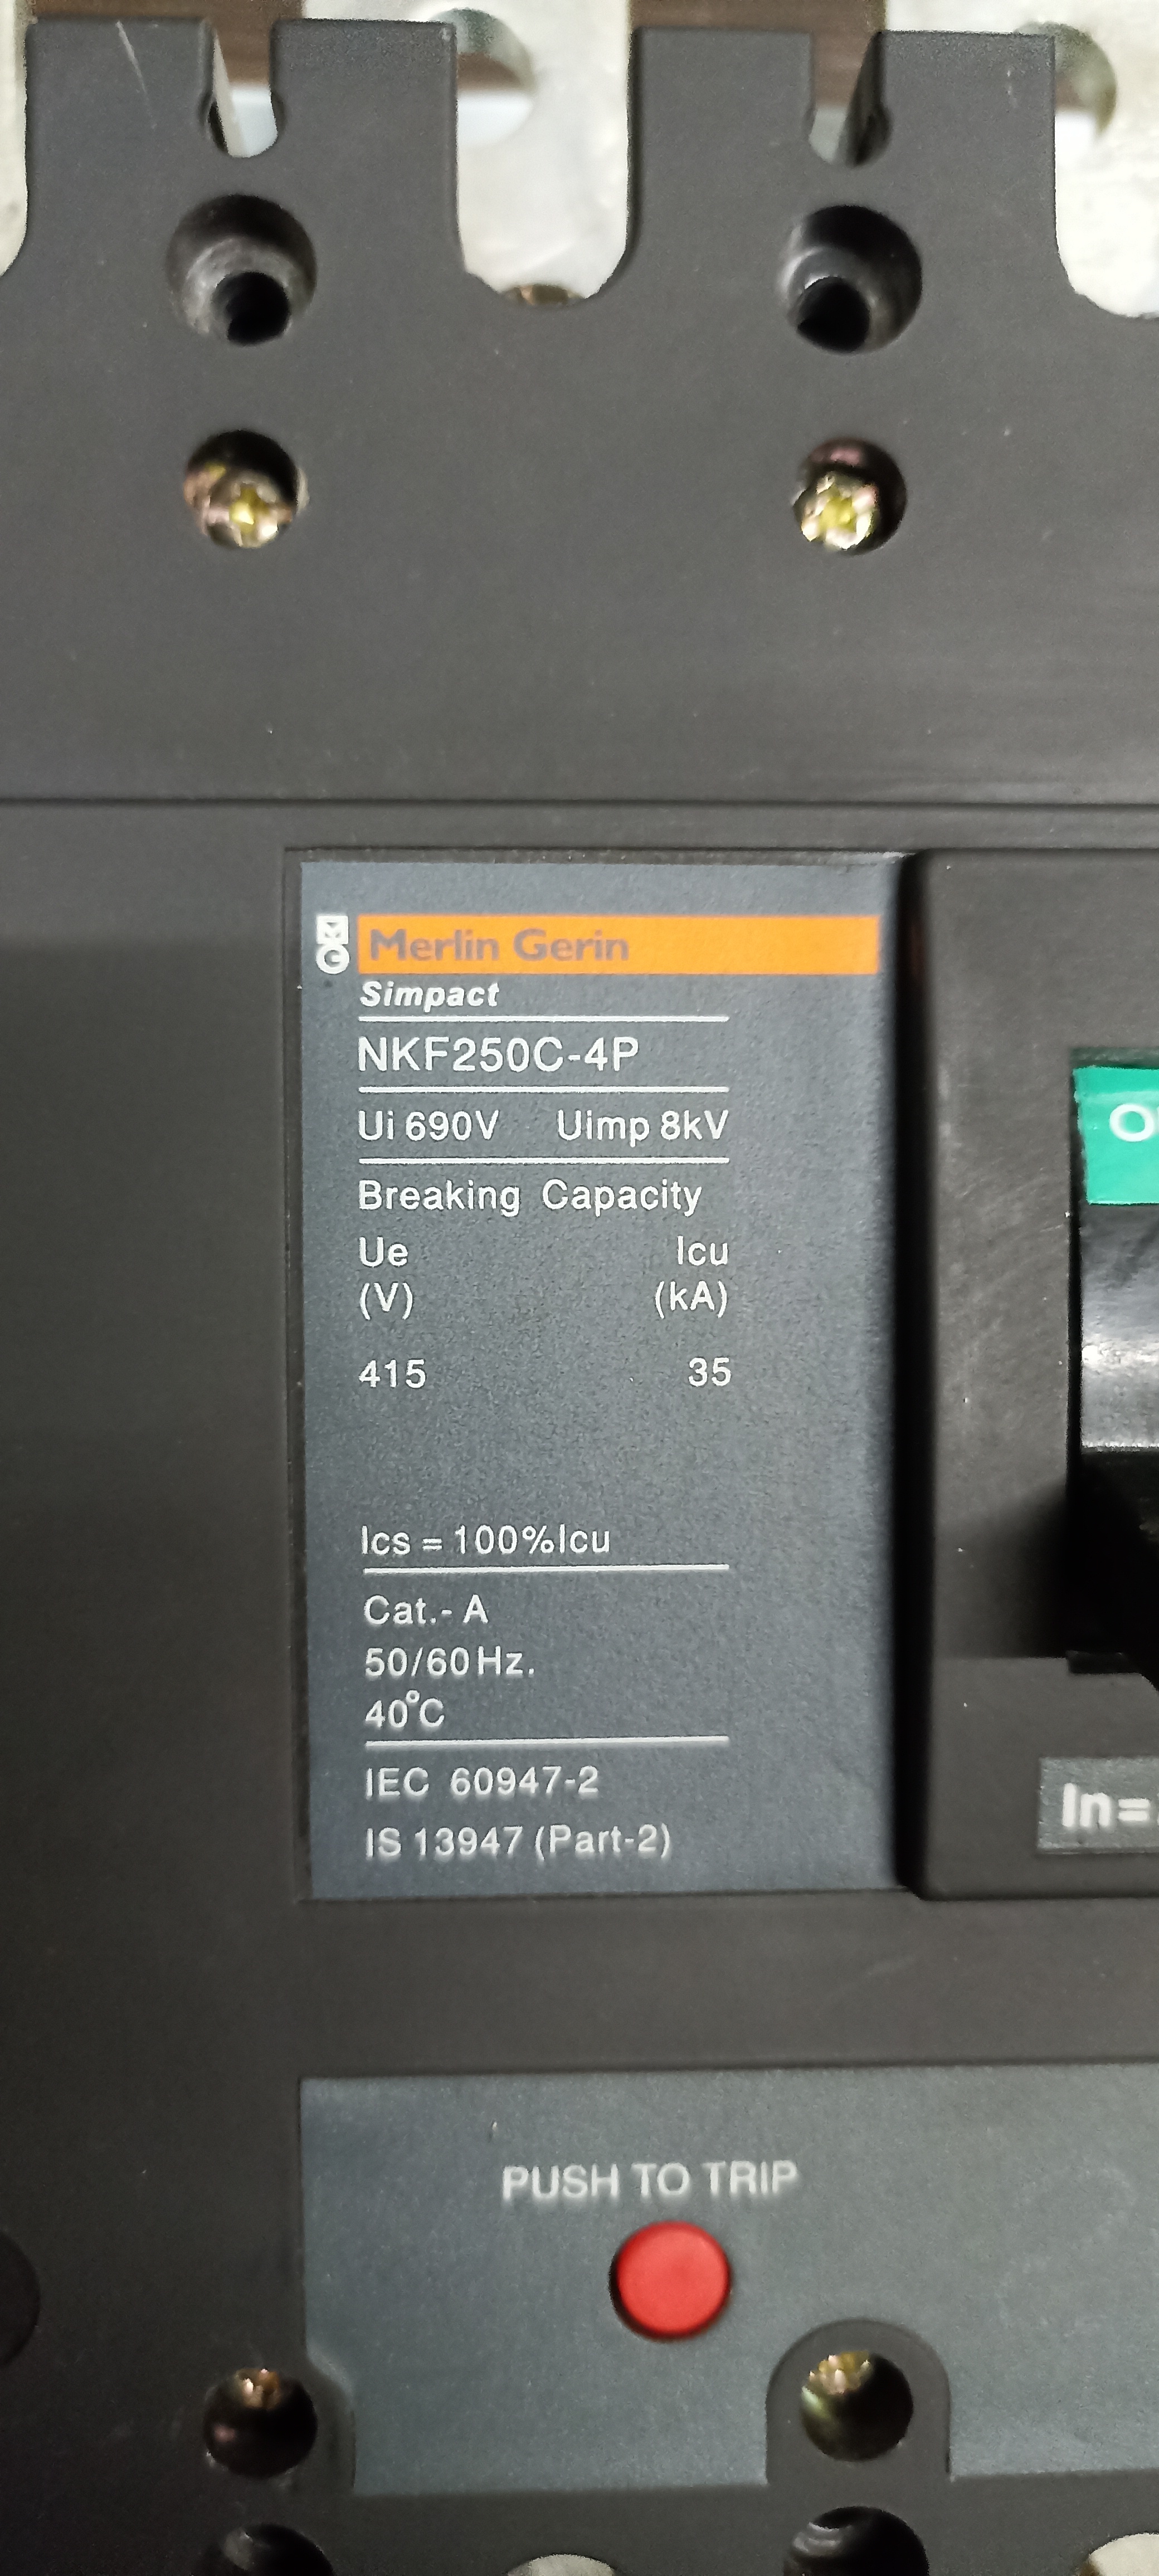 MG Merlin Gerin
Simpact
NKF250C-4P
Ui 690V Uimp 8kV
Breaking Capacity
Ue Icu
(V) (kA)
415 35
Ics = 100%Icu
Cat.- A
50/60Hz.
40°C
IEC 60947-2
IS 13947 (Part-2)
In=
PUSH TO TRIP